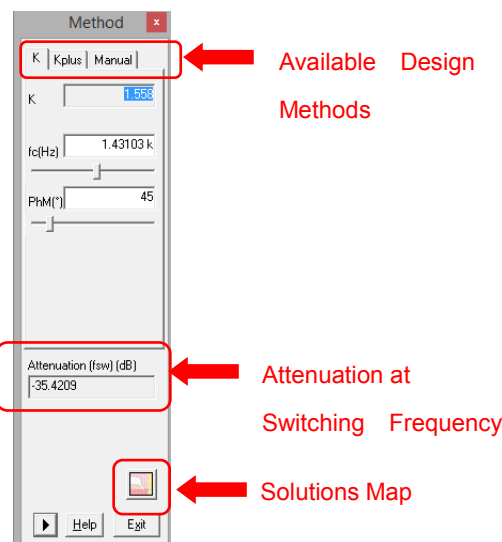 Method x
K Kplus Manual
Available Design
Methods
K 1.558
fc(Hz) 1.43103 k
PhM(°) 45
Attenuation (fsw) (dB)
-35.4209
Attenuation at
Switching Frequency
Solutions Map
Help Exit